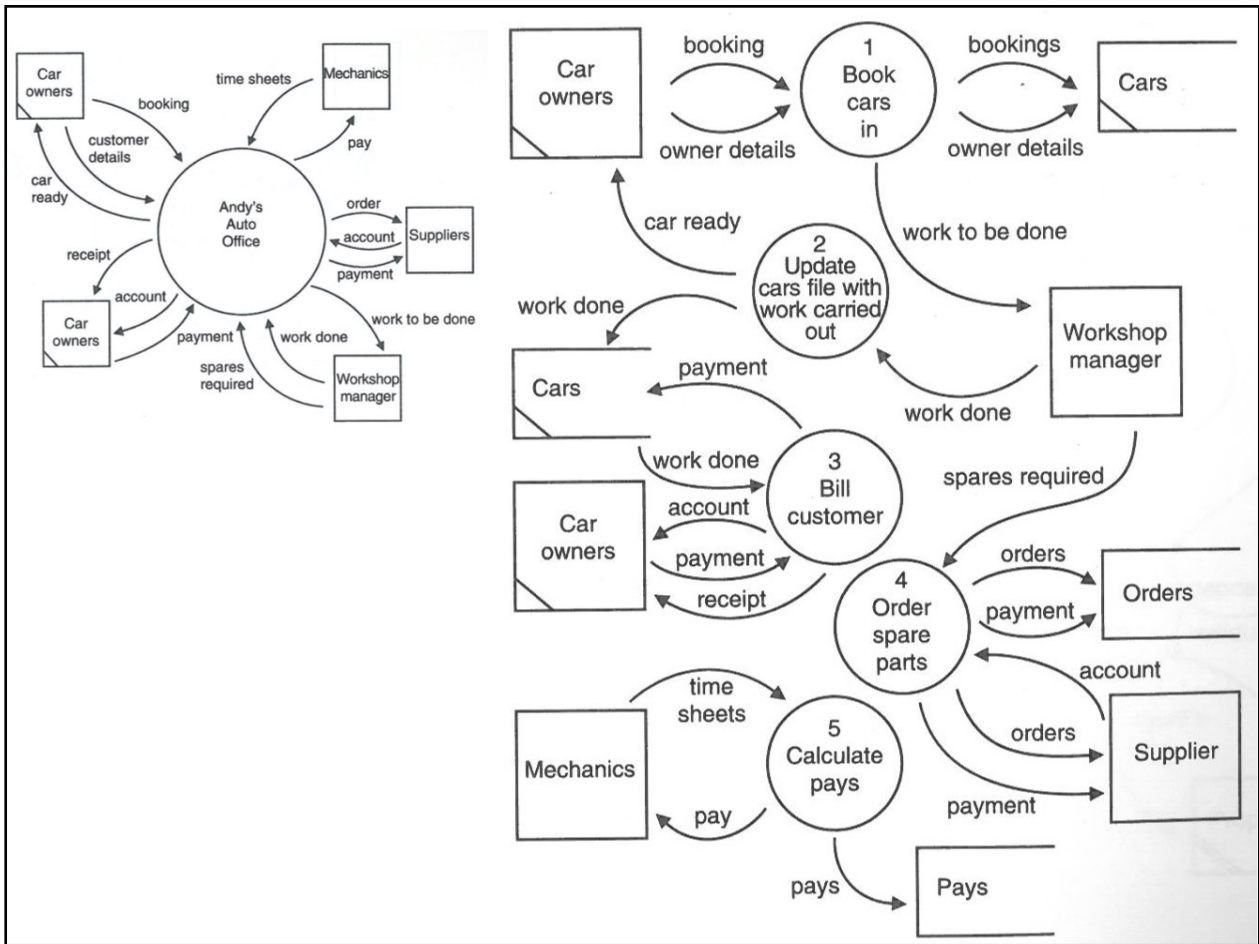 Car
owners
booking
customer
details
car
ready
time sheets
Mechanics
pay
Andy's
Auto
Office
order
account
payment
Suppliers
receipt
account
payment
Car
owners
work to be done
work done
spares
required
Workshop
manager
Car
owners
booking
owner details
1
Book
cars
in
bookings
owner details
Cars
car ready
work to be done
2
Update
cars file with
work carried
out
work done
Workshop
manager
work done
Cars
payment
work done
3
Bill
customer
spares required
Car
owners
account
payment
receipt
4
Order
spare
parts
orders
payment
Orders
account
orders
payment
Supplier
Mechanics
time
sheets
5
Calculate
pays
pay
pays
Pays